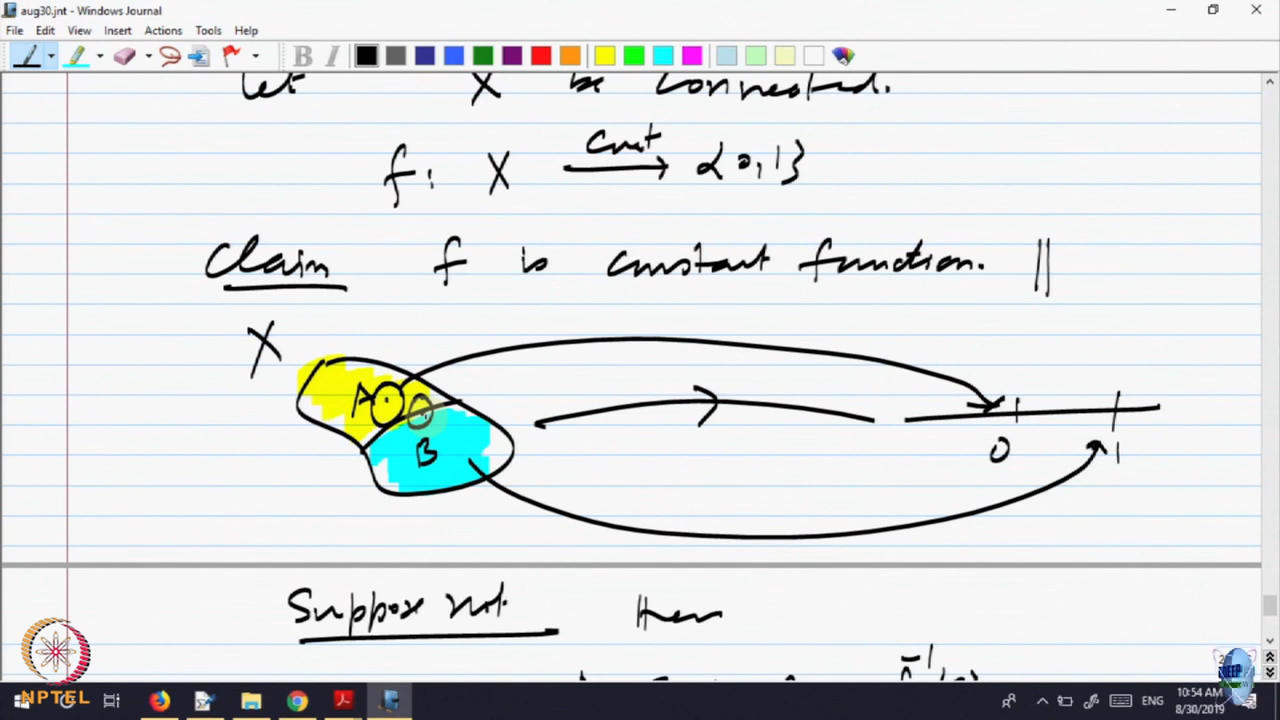 aug30.jnt - Windows Journal
File Edit View Insert Actions Tools Help
B I
let X be connected.
f: X cont {0,1}
Claim f is constant function. ||
X
A
B
0 1
Suppose not. then
NPTEL
ENG
10:54 AM
8/30/2019